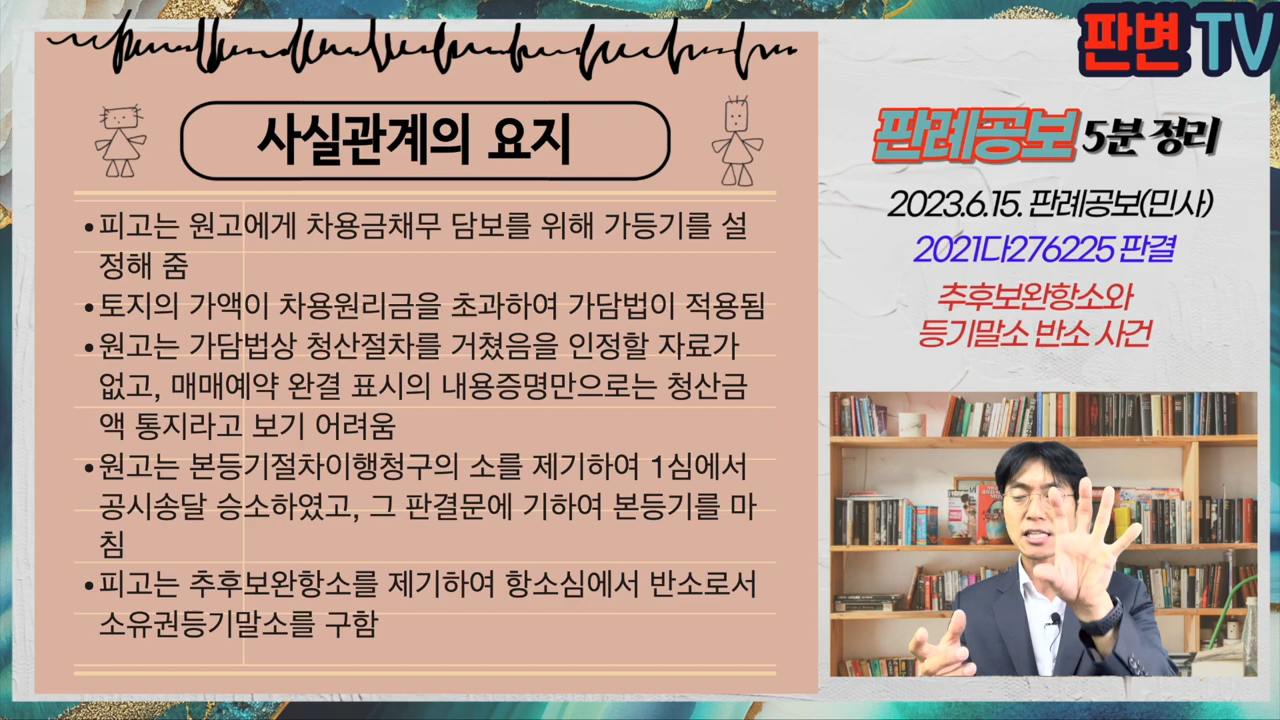 판변 TV
사실관계의 요지
•피고는 원고에게 차용금채무 담보를 위해 가등기를 설
정해 줌
•토지의 가액이 차용원리금을 초과하여 가담법이 적용됨
•원고는 가담법상 청산절차를 거쳤음을 인정할 자료가
없고, 매매예약 완결 표시의 내용증명만으로는 청산금
액 통지라고 보기 어려움
•원고는 본등기절차이행청구의 소를 제기하여 1심에서
공시송달 승소하였고, 그 판결문에 기하여 본등기를 마
침
•피고는 추후보완항소를 제기하여 항소심에서 반소로서
소유권등기말소를 구함
판례공보 5분 정리
2023.6.15. 판례공보(민사)
2021다276225 판결
추후보완항소와
등기말소 반소 사건